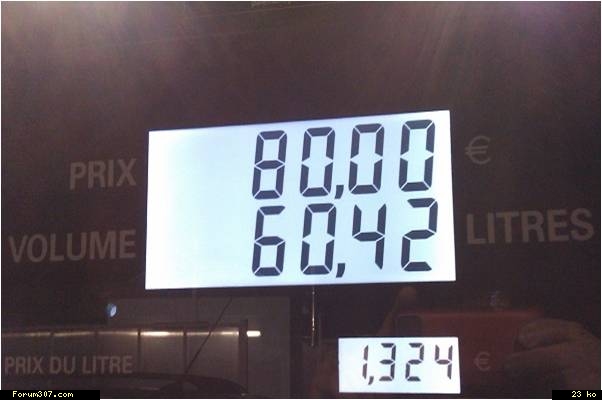 PRIX 80,00 €
VOLUME 60,42 LITRES
PRIX DU LITRE 1,324 €
Forum307.com 23 ko